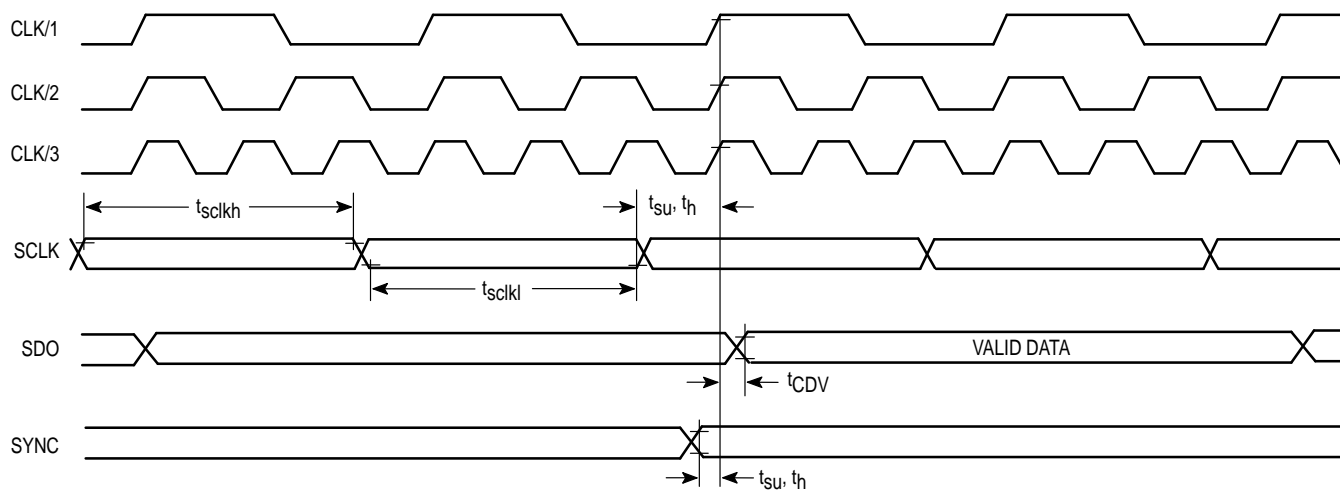 CLK/1
CLK/2
CLK/3
tsclkh
tsu, th
SCLK
tsclkl
SDO
VALID DATA
tCDV
SYNC
tsu, th